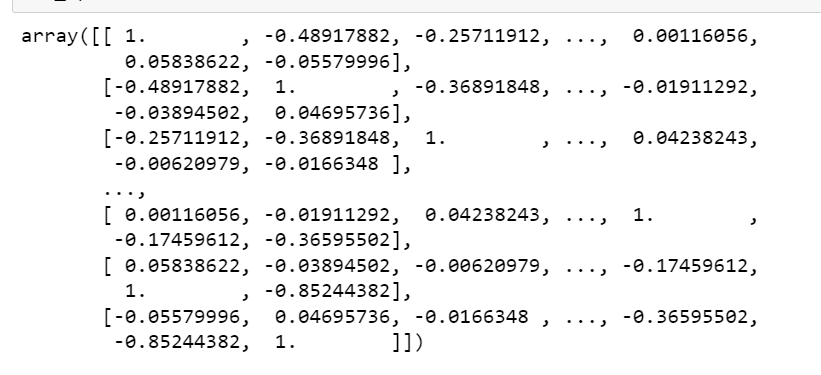 array([[ 1.        , -0.48917882, -0.25711912, ...,  0.00116056,
         0.05838622, -0.05579996],
       [-0.48917882,  1.        , -0.36891848, ..., -0.01911292,
        -0.03894502,  0.04695736],
       [-0.25711912, -0.36891848,  1.        , ...,  0.04238243,
        -0.00620979, -0.0166348 ],
       ...,
       [ 0.00116056, -0.01911292,  0.04238243, ...,  1.        ,
        -0.17459612, -0.36595502],
       [ 0.05838622, -0.03894502, -0.00620979, ..., -0.17459612,
         1.        , -0.85244382],
       [-0.05579996,  0.04695736, -0.0166348 , ..., -0.36595502,
        -0.85244382,  1.        ]])